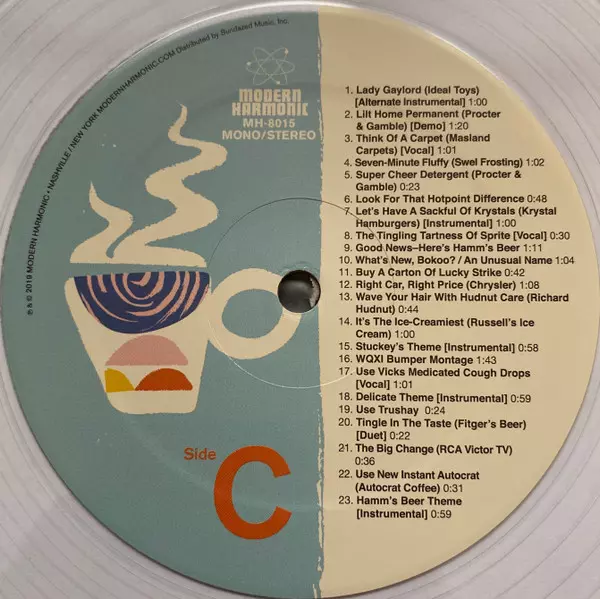 ℗ & © 2019 MODERN HARMONIC • NASHVILLE / NEW YORK MODERNHARMONIC.COM Distributed by Sundazed Music, Inc.
MODERN
HARMONIC
MH-8015
MONO/STEREO
1. Lady Gaylord (Ideal Toys)
[Alternate Instrumental] 1:00
2. Lilt Home Permanent (Procter
& Gamble) [Demo] 1:20
3. Think Of A Carpet (Masland
Carpets) [Vocal] 1:01
4. Seven-Minute Fluffy (Swel Frosting) 1:02
5. Super Cheer Detergent (Procter &
Gamble) 0:23
6. Look For That Hotpoint Difference 0:48
7. Let's Have A Sackful Of Krystals (Krystal
Hamburgers) [Instrumental] 1:00
8. The Tingling Tartness Of Sprite [Vocal] 0:30
9. Good News–Here's Hamm's Beer 1:11
10. What's New, Bokoo? / An Unusual Name 1:04
11. Buy A Carton Of Lucky Strike 0:42
12. Right Car, Right Price (Chrysler) 1:08
13. Wave Your Hair With Hudnut Care (Richard
Hudnut) 0:44
14. It's The Ice-Creamiest (Russell's Ice
Cream) 1:00
15. Stuckey's Theme [Instrumental] 0:58
16. WQXI Bumper Montage 1:43
17. Use Vicks Medicated Cough Drops
[Vocal] 1:01
18. Delicate Theme [Instrumental] 0:59
19. Use Trushay 0:24
20. Tingle In The Taste (Fitger's Beer)
[Duet] 0:22
21. The Big Change (RCA Victor TV)
0:36
22. Use New Instant Autocrat
(Autocrat Coffee) 0:31
23. Hamm's Beer Theme
[Instrumental] 0:59
Side
C